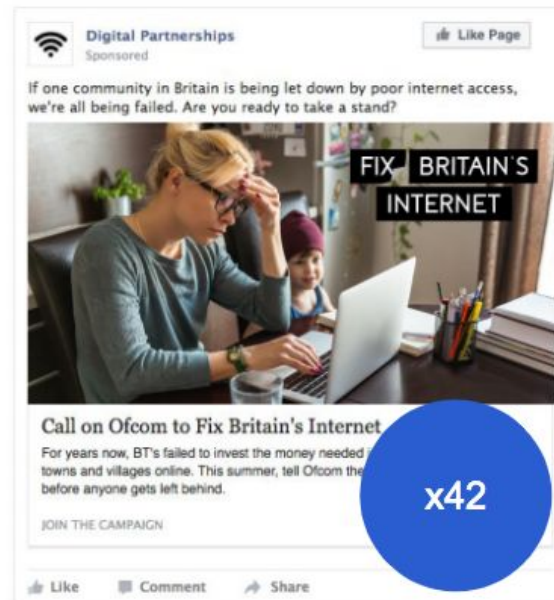 Digital Partnerships
Sponsored
Like Page
If one community in Britain is being let down by poor internet access,
we're all being failed. Are you ready to take a stand?
FIX BRITAIN'S
INTERNET
Call on Ofcom to Fix Britain's Internet
For years now, BT's failed to invest the money needed
towns and villages online. This summer, tell Ofcom
before anyone gets left behind.
JOIN THE CAMPAIGN
x42
Like Comment Share